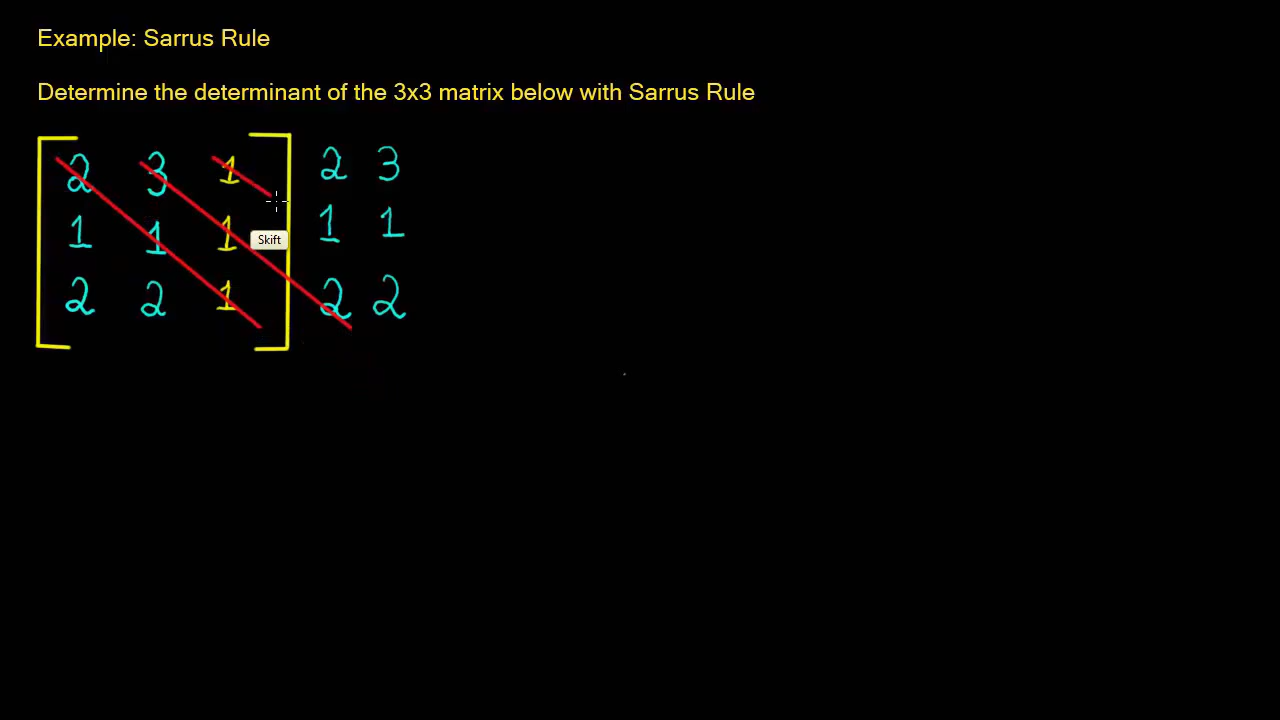 Example: Sarrus Rule
Determine the determinant of the 3x3 matrix below with Sarrus Rule
2 3 1 2 3
1 1 1 1 1
Skift
2 2 1 2 2